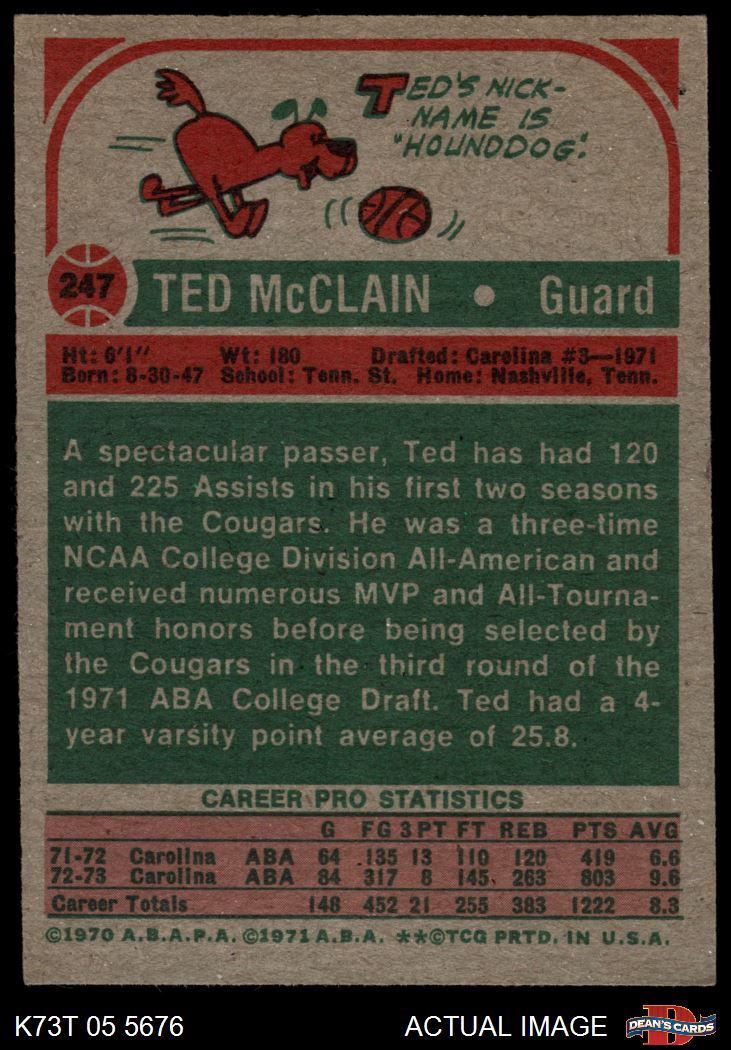 TED'S NICK-
NAME IS
"HOUNDDOG."
247 TED McCLAIN • Guard
Ht: 6'1" Wt: 180 Drafted: Carolina #3—1971
Born: 8-30-47 School: Tenn. St. Home: Nashville, Tenn.
A spectacular passer, Ted has had 120
and 225 Assists in his first two seasons
with the Cougars. He was a three-time
NCAA College Division All-American and
received numerous MVP and All-Tourna-
ment honors before being selected by
the Cougars in the third round of the
1971 ABA College Draft. Ted had a 4-
year varsity point average of 25.8.
CAREER PRO STATISTICS
G FG 3PT FT REB PTS AVG
71-72 Carolina ABA 64 135 13 110 120 419 6.6
72-73 Carolina ABA 84 317 8 145 263 803 9.6
Career Totals 148 452 21 255 383 1222 8.3
©1970 A.B.A.P.A. ©1971 A.B.A. **©TCG PRTD. IN U.S.A.
K73T 05 5676 ACTUAL IMAGE DEAN'S CARDS